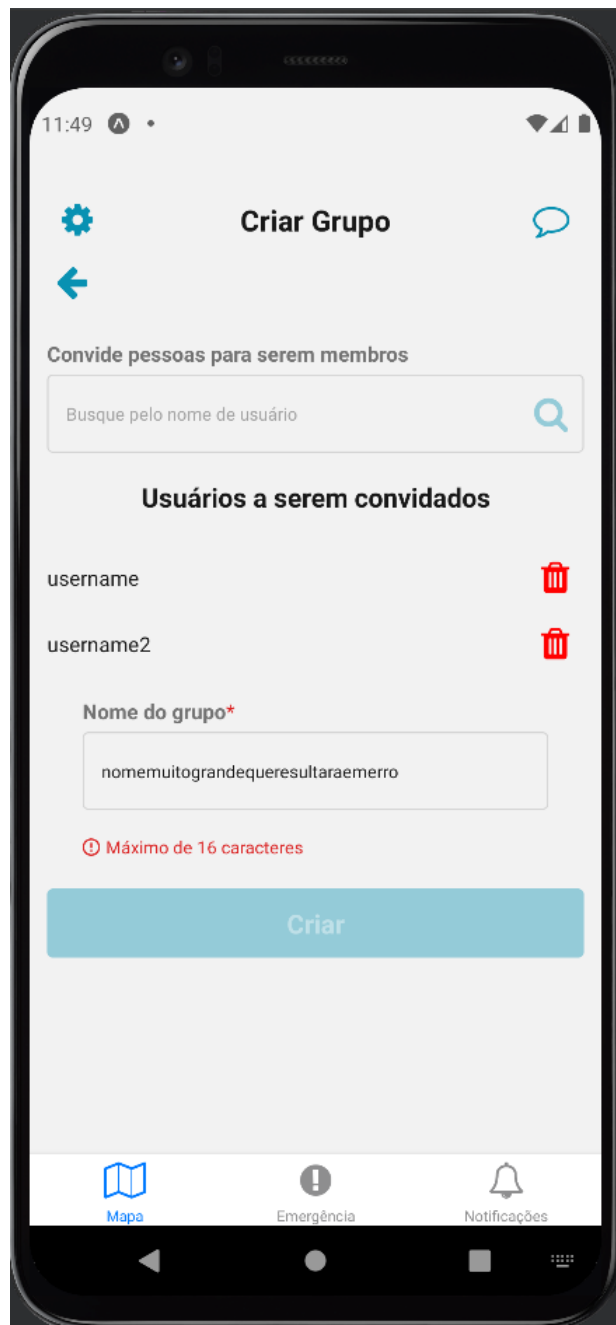 11:49
Criar Grupo
Convide pessoas para serem membros
Busque pelo nome de usuário
Usuários a serem convidados
username
username2
Nome do grupo*
nomemuitograndequeresultaraemerro
Máximo de 16 caracteres
Criar
Mapa
Emergência
Notificações